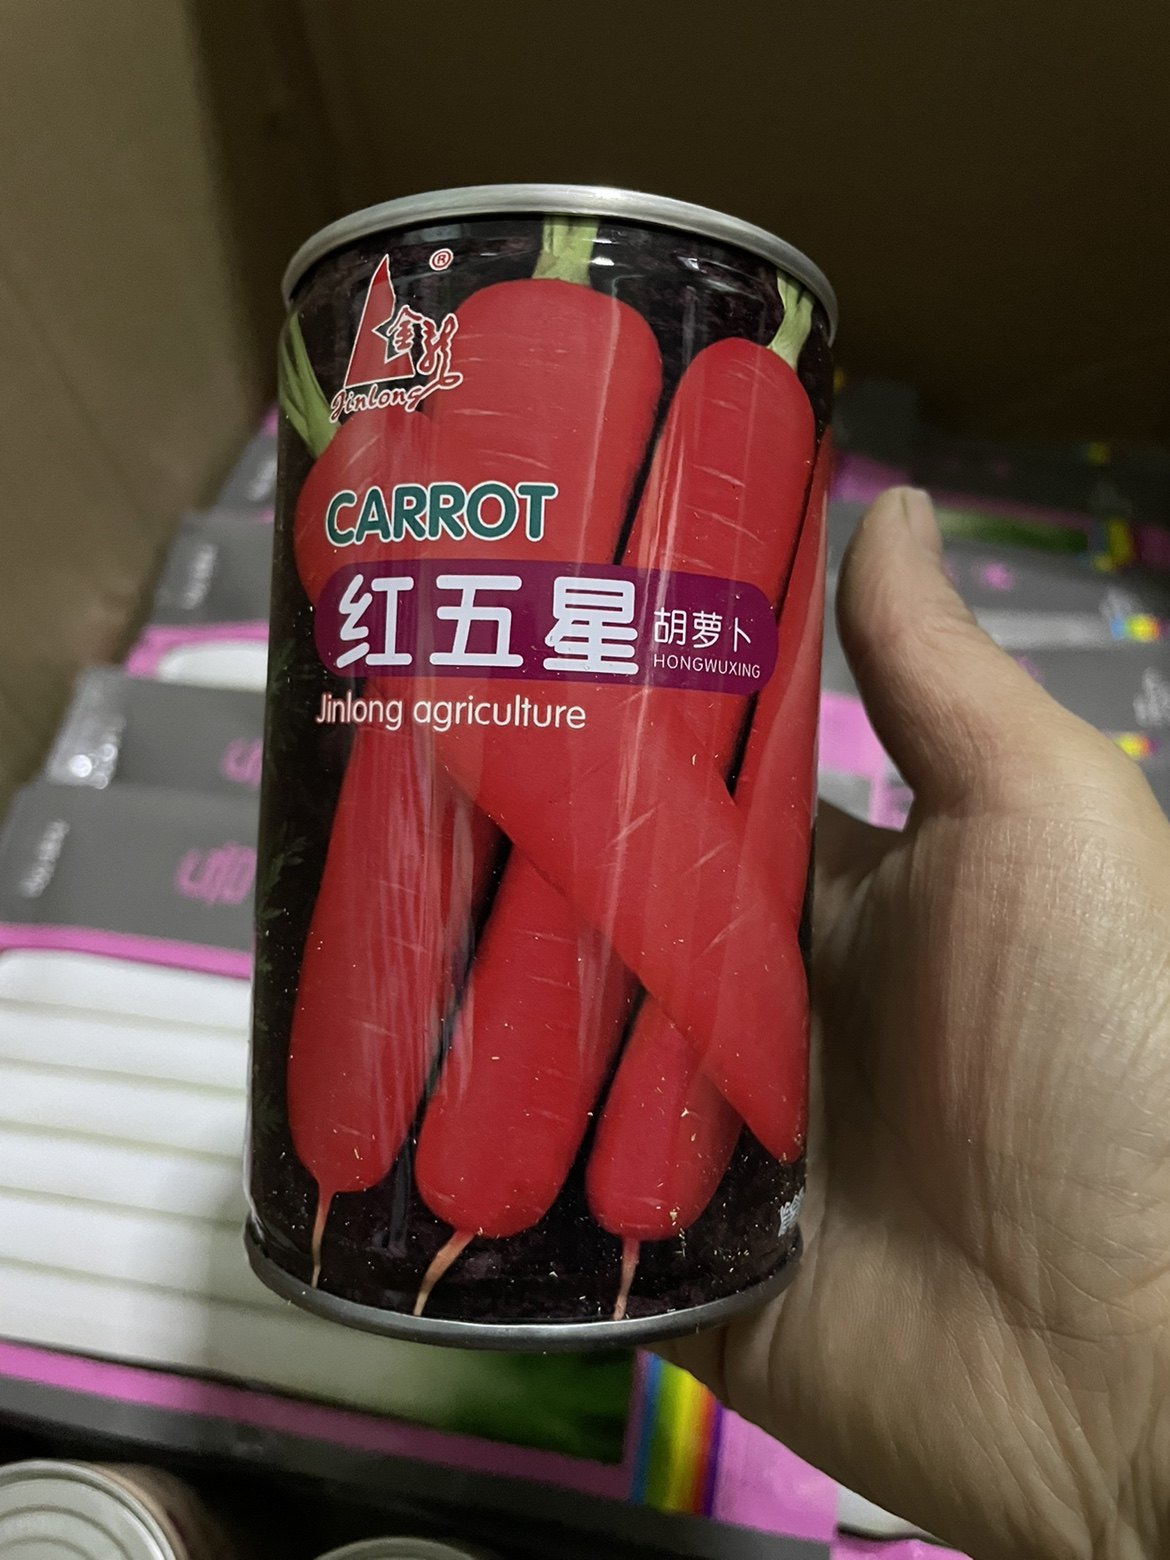 ®
金龙
Jinlong
CARROT
红五星 胡萝卜
HONGWUXING
Jinlong agriculture